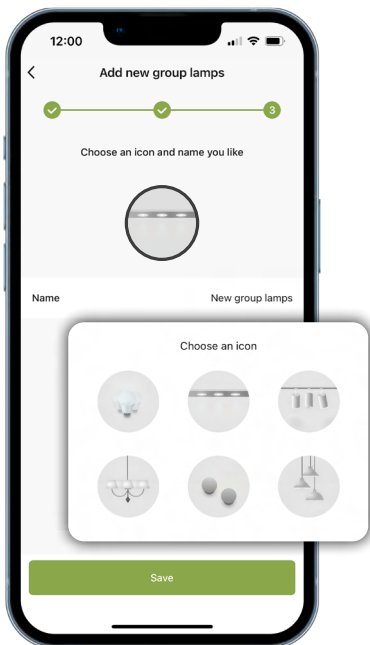 12:00
Add new group lamps
3
Choose an icon and name you like
Name New group lamps
Choose an icon
Save